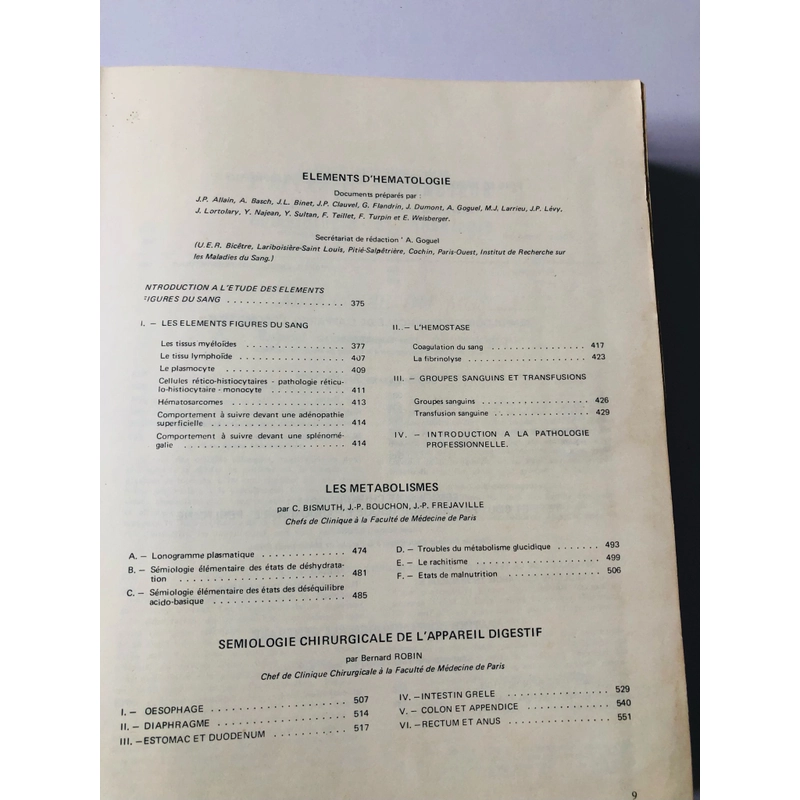 ELEMENTS D'HEMATOLOGIE
Documents préparés par :
J.P. Allain, A. Basch, J.L. Binet, J.P. Clauvel, G. Flandrin, J. Dumont, A. Goguel, M.J. Larrieu, J.P. Lévy,
J. Lortolary, Y. Najean, Y. Sultan, F. Teillet, F. Turpin et E. Weisberger.
Secrétariat de rédaction ' A. Goguel
(U.E.R. Bicêtre, Lariboisière-Saint Louis, Pitié-Salpêtrière, Cochin, Paris-Ouest, Institut de Recherche sur
les Maladies du Sang.)
INTRODUCTION A L'ETUDE DES ELEMENTS
FIGURES DU SANG . . . . . . . . . . . . . . . . . . . 375
I. — LES ELEMENTS FIGURES DU SANG
Les tissus myéloïdes . . . . . . . . . . . . . . . . 377
Le tissu lymphoïde . . . . . . . . . . . . . . . . . 407
Le plasmocyte . . . . . . . . . . . . . . . . . . . . 409
Cellules rético-histiocytaires - pathologie réticu-
lo-histiocytaire - monocyte . . . . . . . . . . . . 411
Hématosarcomes . . . . . . . . . . . . . . . . . . 413
Comportement à suivre devant une adénopathie
superficielle . . . . . . . . . . . . . . . . . . . . 414
Comportement à suivre devant une splénomé-
galie . . . . . . . . . . . . . . . . . . . . . . . . 414
II. — L'HEMOSTASE
Coagulation du sang . . . . . . . . . . . . . . . . 417
La fibrinolyse . . . . . . . . . . . . . . . . . . . . 423
III. — GROUPES SANGUINS ET TRANSFUSIONS
Groupes sanguins . . . . . . . . . . . . . . . . . . 426
Transfusion sanguine . . . . . . . . . . . . . . . . 429
IV. — INTRODUCTION A LA PATHOLOGIE
PROFESSIONNELLE.
LES METABOLISMES
par C. BISMUTH, J.-P. BOUCHON, J.-P. FREJAVILLE
Chefs de Clinique à la Faculté de Médecine de Paris
A. — Lonogramme plasmatique . . . . . . . . . . . . . 474
B. — Sémiologie élémentaire des états de déshydrata-
tion . . . . . . . . . . . . . . . . . . . . . . . . 481
C. — Sémiologie élémentaire des états des déséquilibre
acido-basique . . . . . . . . . . . . . . . . . . . . 485
D. — Troubles du métabolisme glucidique . . . . . . . 493
E. — Le rachitisme . . . . . . . . . . . . . . . . . . . 499
F. — Etats de malnutrition . . . . . . . . . . . . . . . 506
SEMIOLOGIE CHIRURGICALE DE L'APPAREIL DIGESTIF
par Bernard ROBIN
Chef de Clinique Chirurgicale à la Faculté de Médecine de Paris
I. — OESOPHAGE . . . . . . . . . . . . . . . . . . . 507
II. — DIAPHRAGME . . . . . . . . . . . . . . . . . . 514
III. —ESTOMAC ET DUODENUM . . . . . . . . . . . 517
IV. —INTESTIN GRELE . . . . . . . . . . . . . . . . 529
V. — COLON ET APPENDICE . . . . . . . . . . . . . 540
VI. —RECTUM ET ANUS . . . . . . . . . . . . . . . 551
9